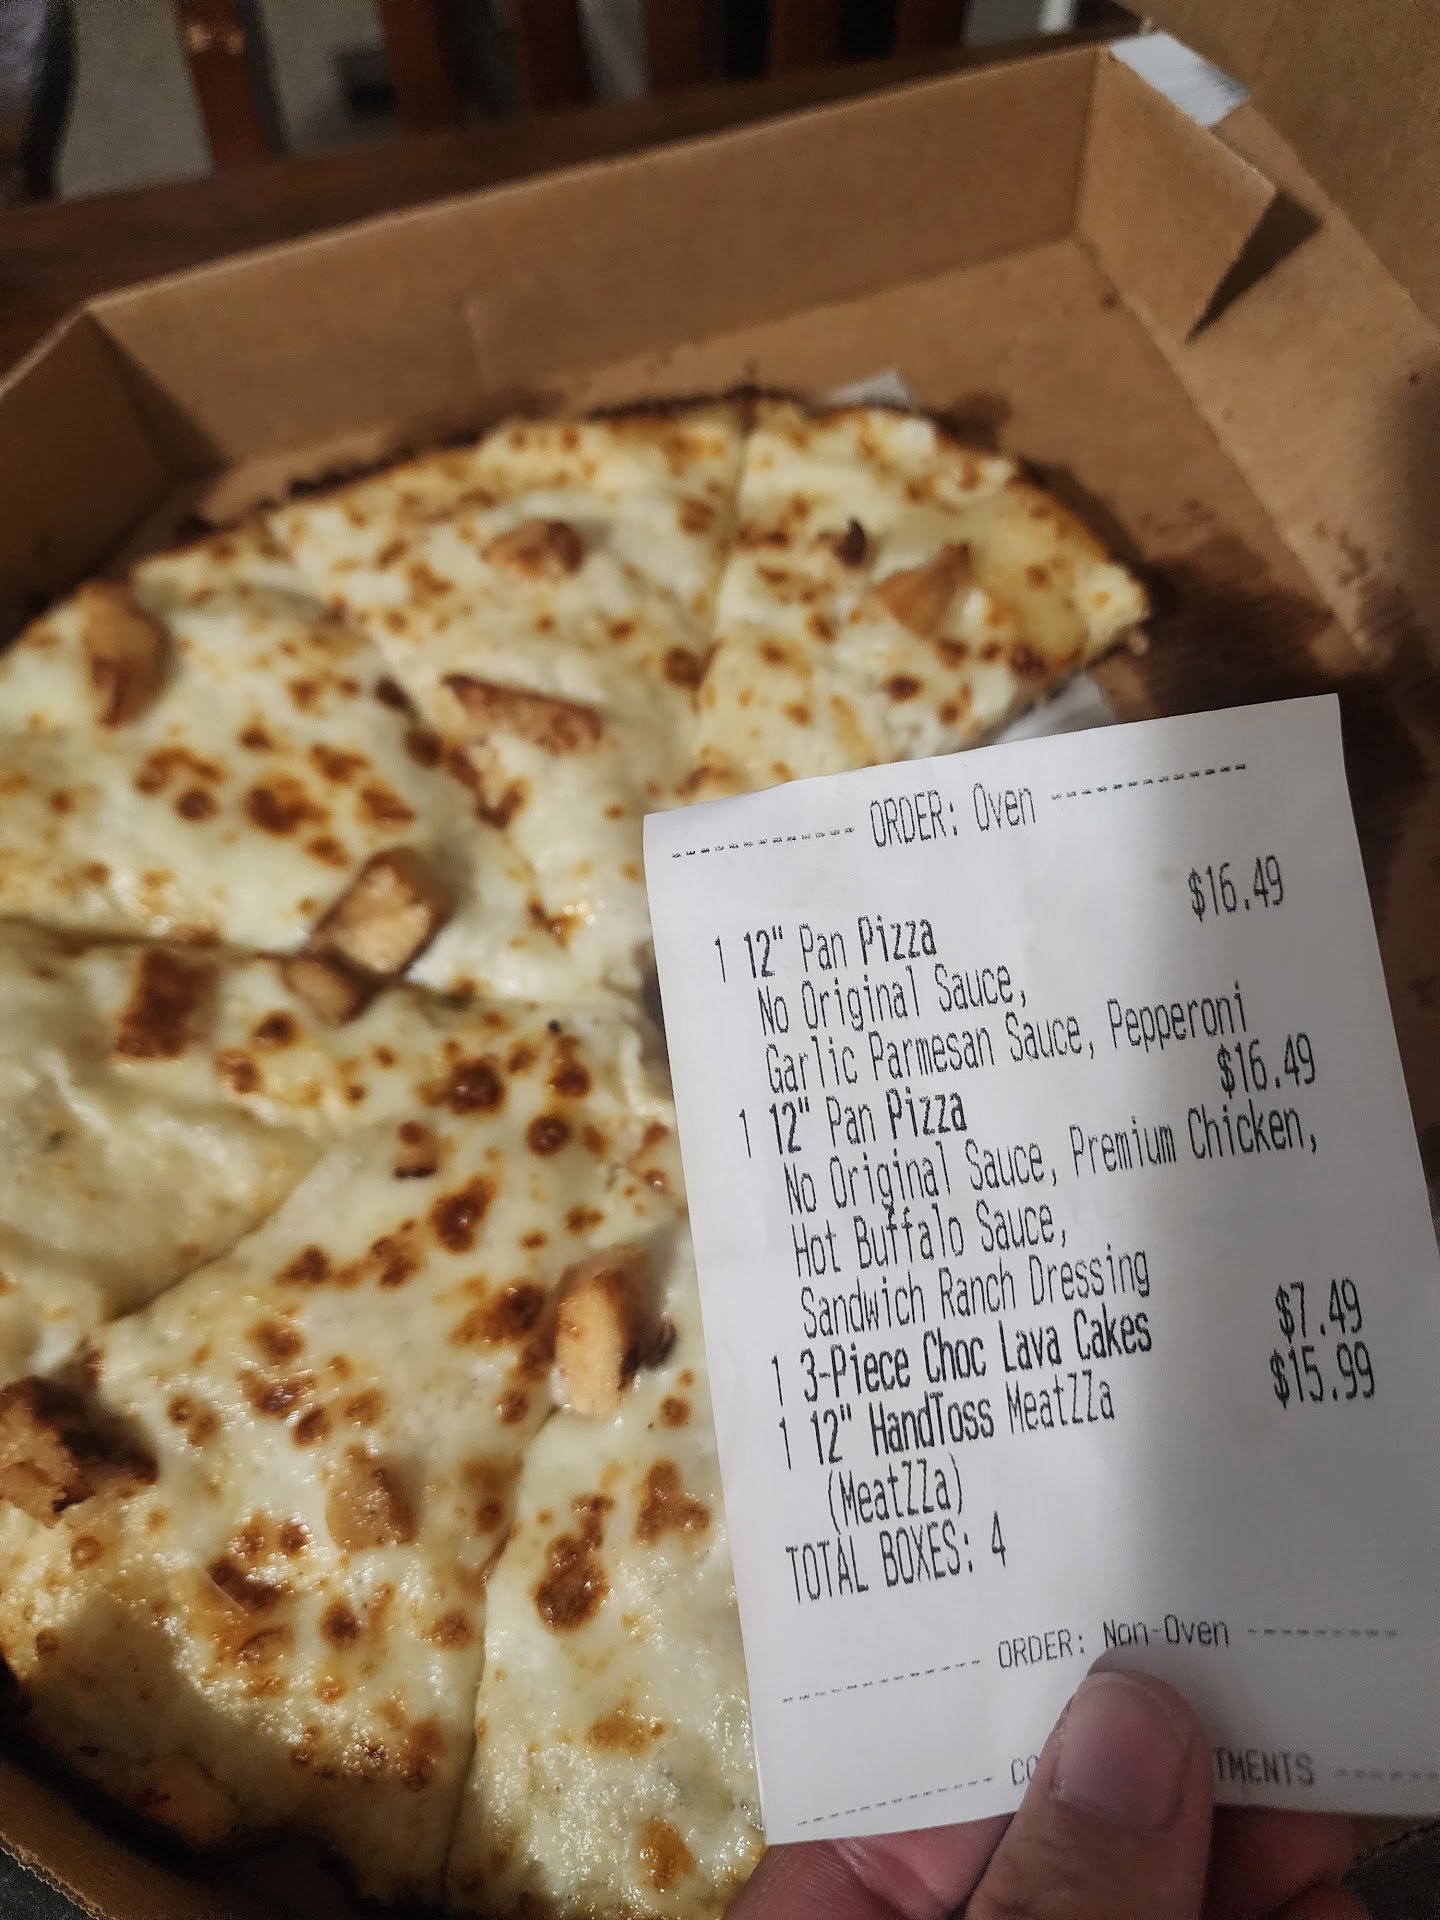 ------------- ORDER: Oven --------------
$16.49
1 12" Pan Pizza
No Original Sauce,
Garlic Parmesan Sauce, Pepperoni
$16.49
1 12" Pan Pizza
No Original Sauce, Premium Chicken,
Hot Buffalo Sauce,
Sandwich Ranch Dressing
1 3-Piece Choc Lava Cakes $7.49
1 12" HandToss MeatZZa $15.99
(MeatZZa)
TOTAL BOXES: 4
------------- ORDER: Non-Oven ----------